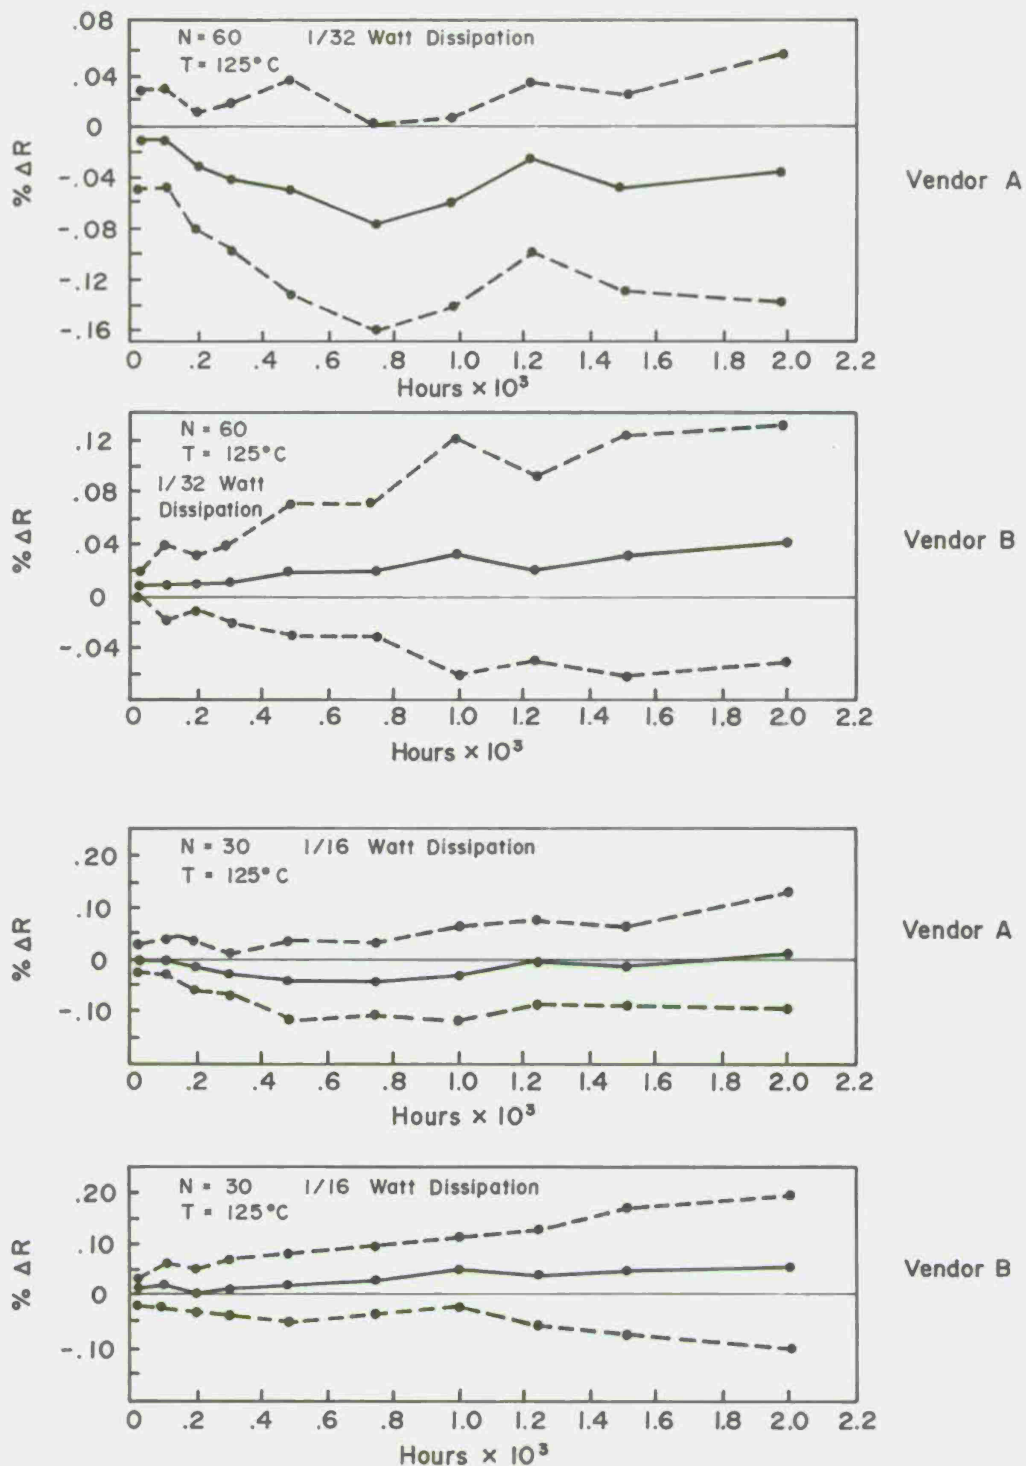 .08
N = 60 1/32 Watt Dissipation
T = 125°C
.04
0
-.04
-.08
-.12
-.16
% ΔR
Vendor A
0 .2 .4 .6 .8 1.0 1.2 1.4 1.6 1.8 2.0 2.2
Hours × 10³
.12
N = 60
T = 125°C
1/32 Watt
Dissipation
.08
.04
0
-.04
% ΔR
Vendor B
0 .2 .4 .6 .8 1.0 1.2 1.4 1.6 1.8 2.0 2.2
Hours × 10³
N = 30 1/16 Watt Dissipation
T = 125°C
.20
.10
0
-.10
% ΔR
Vendor A
0 .2 .4 .6 .8 1.0 1.2 1.4 1.6 1.8 2.0 2.2
Hours × 10³
N = 30 1/16 Watt Dissipation
T = 125°C
.20
.10
0
-.10
% ΔR
Vendor B
0 .2 .4 .6 .8 1.0 1.2 1.4 1.6 1.8 2.0 2.2
Hours × 10³